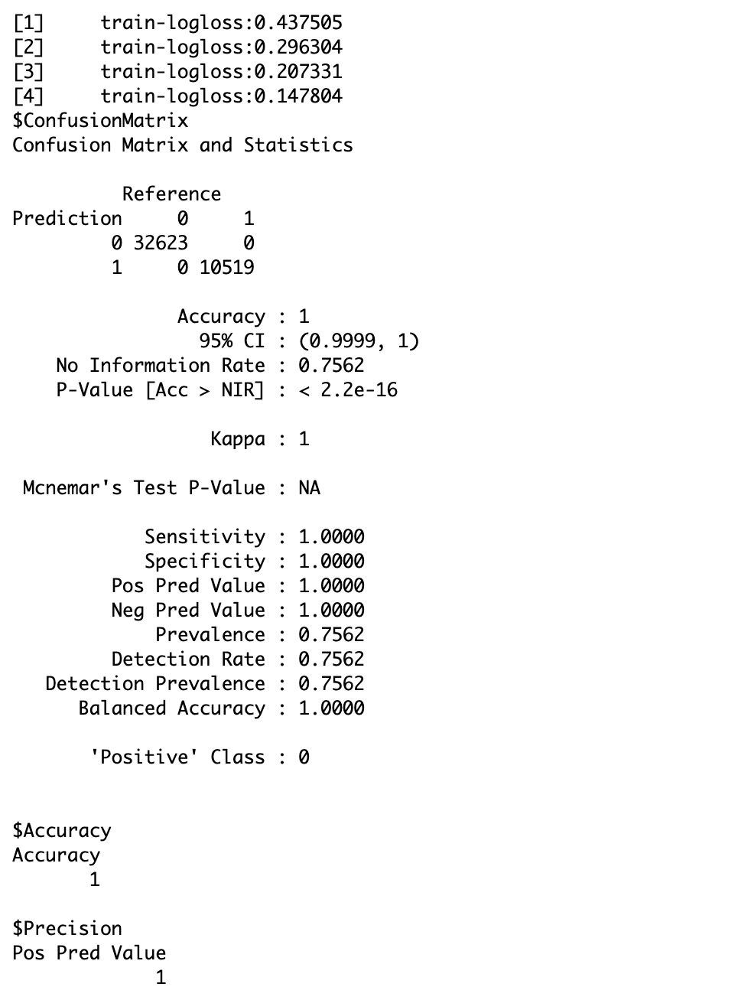 [1]     train-logloss:0.437505
[2]     train-logloss:0.296304
[3]     train-logloss:0.207331
[4]     train-logloss:0.147804
$ConfusionMatrix
Confusion Matrix and Statistics

          Reference
Prediction     0     1
         0 32623     0
         1     0 10519

               Accuracy : 1
                 95% CI : (0.9999, 1)
    No Information Rate : 0.7562
    P-Value [Acc > NIR] : < 2.2e-16

                  Kappa : 1

 Mcnemar's Test P-Value : NA

            Sensitivity : 1.0000
            Specificity : 1.0000
         Pos Pred Value : 1.0000
         Neg Pred Value : 1.0000
             Prevalence : 0.7562
         Detection Rate : 0.7562
   Detection Prevalence : 0.7562
      Balanced Accuracy : 1.0000

       'Positive' Class : 0


$Accuracy
Accuracy
       1

$Precision
Pos Pred Value
             1